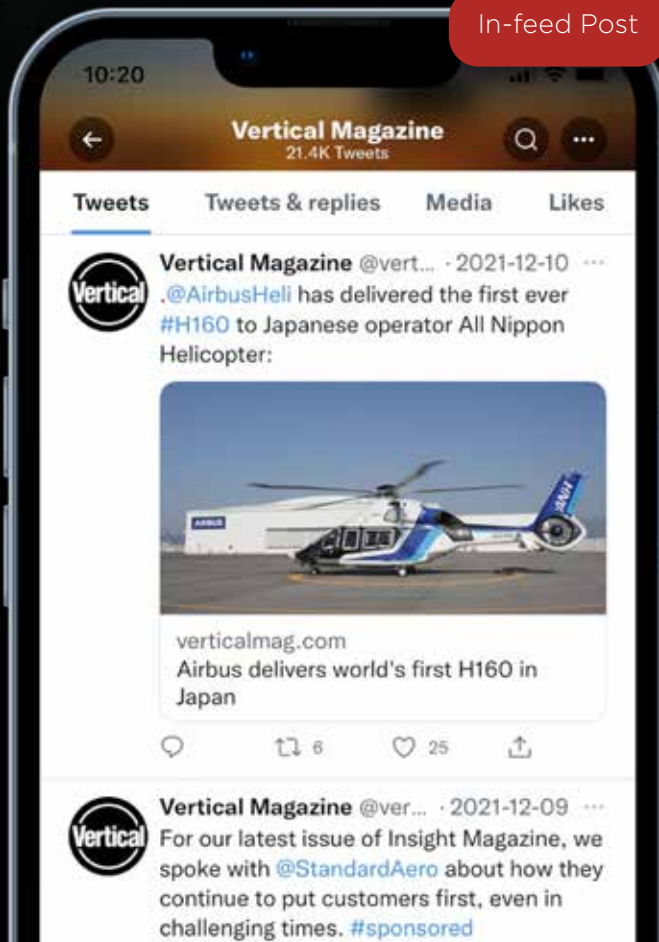 In-feed Post
10:20
Vertical Magazine
21.4K Tweets
Tweets Tweets & replies Media Likes
Vertical Magazine @vert... · 2021-12-10 ...
Vertical
.@AirbusHeli has delivered the first ever
#H160 to Japanese operator All Nippon
Helicopter:
AIRBUS
ANH
verticalmag.com
Airbus delivers world's first H160 in
Japan
6 25
Vertical Magazine @ver... · 2021-12-09 ...
Vertical
For our latest issue of Insight Magazine, we
spoke with @StandardAero about how they
continue to put customers first, even in
challenging times. #sponsored